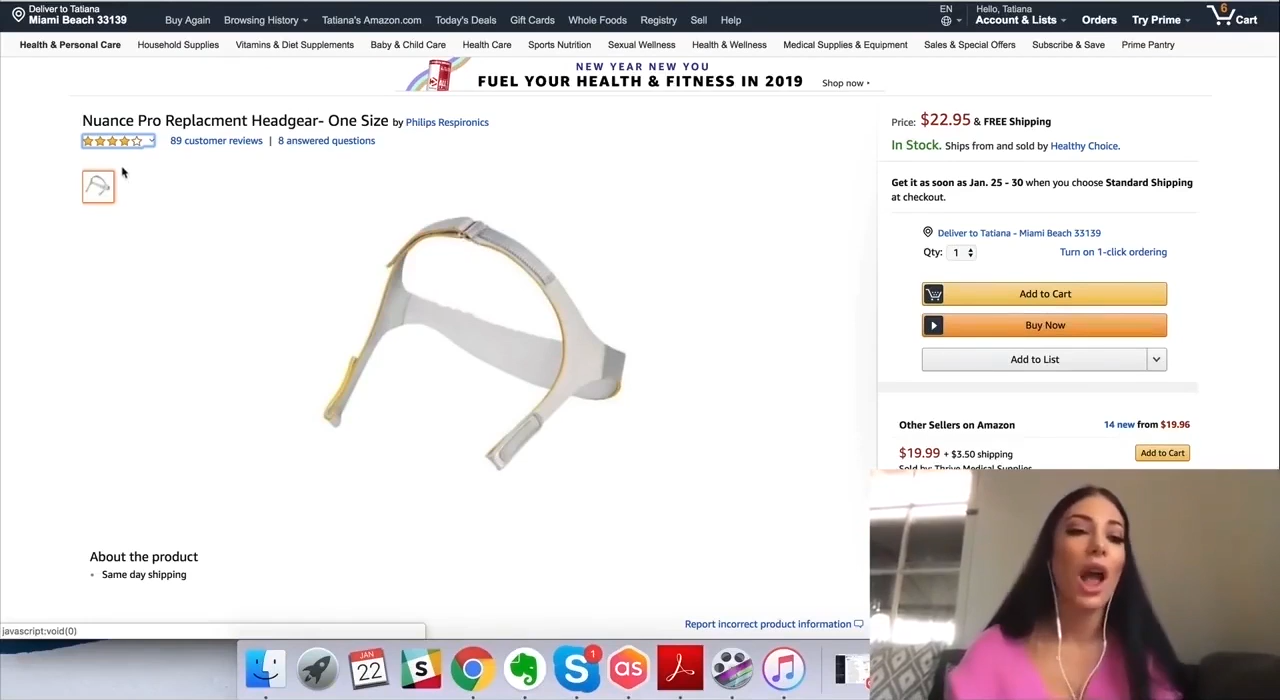 Deliver to Tatiana
Miami Beach 33139
Buy Again
Browsing History
Tatiana's Amazon.com
Today's Deals
Gift Cards
Whole Foods
Registry
Sell
Help
EN
Hello, Tatiana
Account & Lists
Orders
Try Prime
6
Cart
Health & Personal Care
Household Supplies
Vitamins & Diet Supplements
Baby & Child Care
Health Care
Sports Nutrition
Sexual Wellness
Health & Wellness
Medical Supplies & Equipment
Sales & Special Offers
Subscribe & Save
Prime Pantry
NEW YEAR NEW YOU
FUEL YOUR HEALTH & FITNESS IN 2019
Shop now
Nuance Pro Replacment Headgear- One Size by Philips Respironics
89 customer reviews | 8 answered questions
Price: $22.95 & FREE Shipping
In Stock. Ships from and sold by Healthy Choice.
Get it as soon as Jan. 25 - 30 when you choose Standard Shipping
at checkout.
Deliver to Tatiana - Miami Beach 33139
Qty: 1
Turn on 1-click ordering
Add to Cart
Buy Now
Add to List
Other Sellers on Amazon
14 new from $19.96
$19.99 + $3.50 shipping
Add to Cart
Sold by: Thrive Medical Supplies
About the product
Same day shipping
Report incorrect product information
javascript:void(0)
JAN
22
S
S
1
as